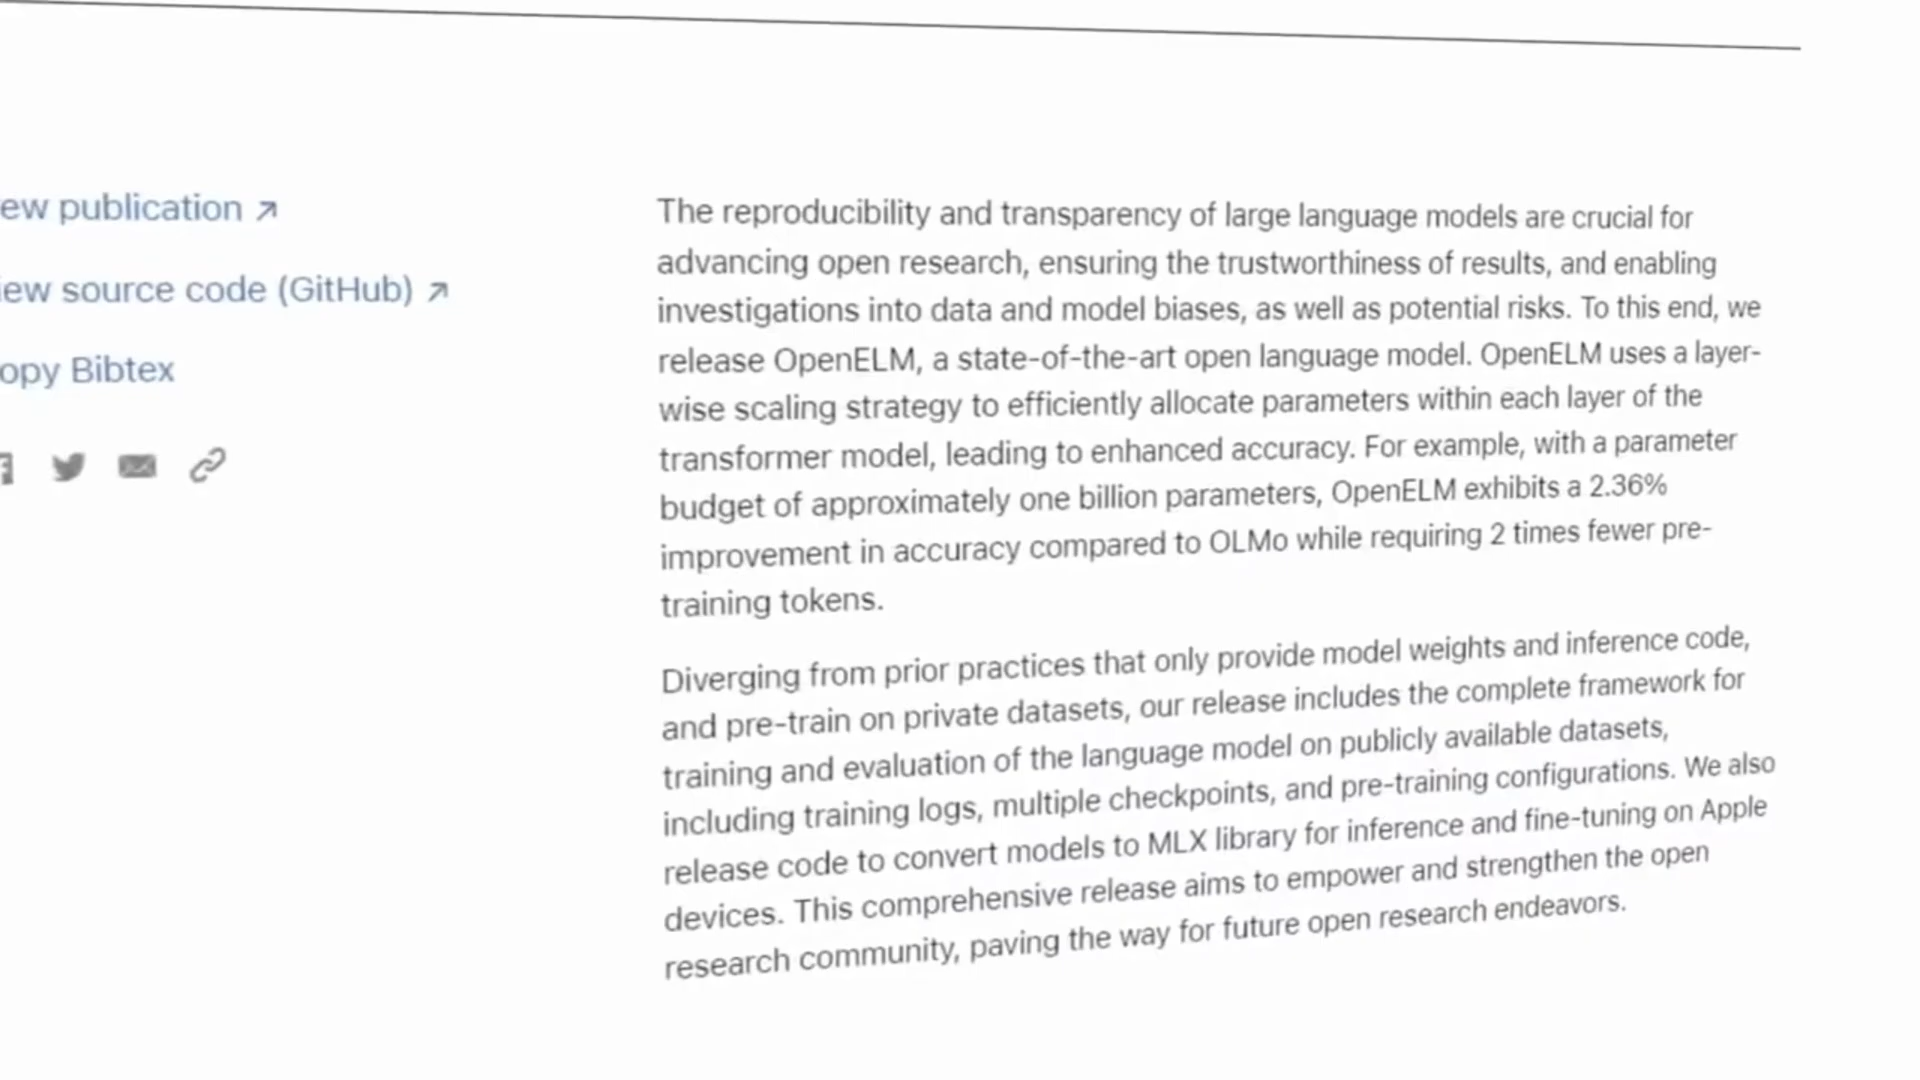 ew publication ↗
iew source code (GitHub) ↗
opy Bibtex
The reproducibility and transparency of large language models are crucial for
advancing open research, ensuring the trustworthiness of results, and enabling
investigations into data and model biases, as well as potential risks. To this end, we
release OpenELM, a state-of-the-art open language model. OpenELM uses a layer-
wise scaling strategy to efficiently allocate parameters within each layer of the
transformer model, leading to enhanced accuracy. For example, with a parameter
budget of approximately one billion parameters, OpenELM exhibits a 2.36%
improvement in accuracy compared to OLMo while requiring 2 times fewer pre-
training tokens.
Diverging from prior practices that only provide model weights and inference code,
and pre-train on private datasets, our release includes the complete framework for
training and evaluation of the language model on publicly available datasets,
including training logs, multiple checkpoints, and pre-training configurations. We also
release code to convert models to MLX library for inference and fine-tuning on Apple
devices. This comprehensive release aims to empower and strengthen the open
research community, paving the way for future open research endeavors.